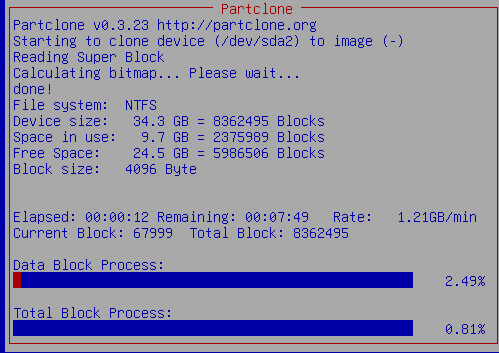 Partclone
Partclone v0.3.23 http://partclone.org
Starting to clone device (/dev/sda2) to image (-)
Reading Super Block
Calculating bitmap... Please wait...
done!
File system:  NTFS
Device size:   34.3 GB = 8362495 Blocks
Space in use:   9.7 GB = 2375989 Blocks
Free Space:    24.5 GB = 5986506 Blocks
Block size:   4096 Byte
Elapsed: 00:00:12 Remaining: 00:07:49   Rate:   1.21GB/min
Current Block: 67999  Total Block: 8362495
Data Block Process:
2.49%
Total Block Process:
0.81%